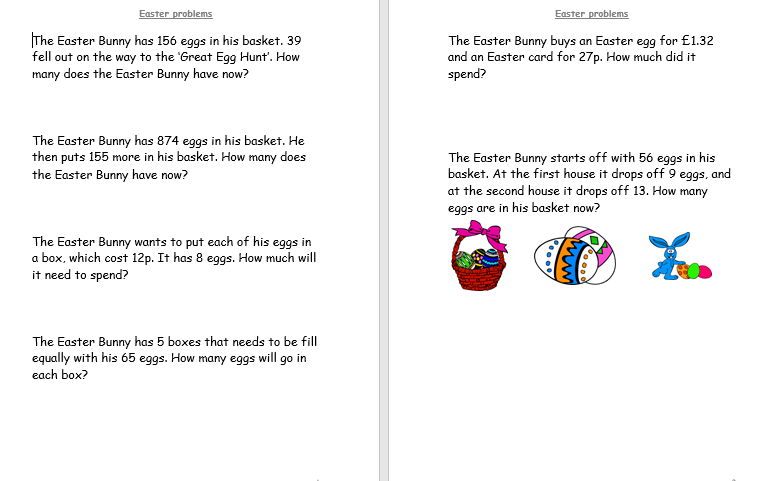 Easter problems
The Easter Bunny has 156 eggs in his basket. 39
fell out on the way to the ‘Great Egg Hunt’. How
many does the Easter Bunny have now?
The Easter Bunny has 874 eggs in his basket. He
then puts 155 more in his basket. How many does
the Easter Bunny have now?
The Easter Bunny wants to put each of his eggs in
a box, which cost 12p. It has 8 eggs. How much will
it need to spend?
The Easter Bunny has 5 boxes that needs to be fill
equally with his 65 eggs. How many eggs will go in
each box?
Easter problems
The Easter Bunny buys an Easter egg for £1.32
and an Easter card for 27p. How much did it
spend?
The Easter Bunny starts off with 56 eggs in his
basket. At the first house it drops off 9 eggs, and
at the second house it drops off 13. How many
eggs are in his basket now?